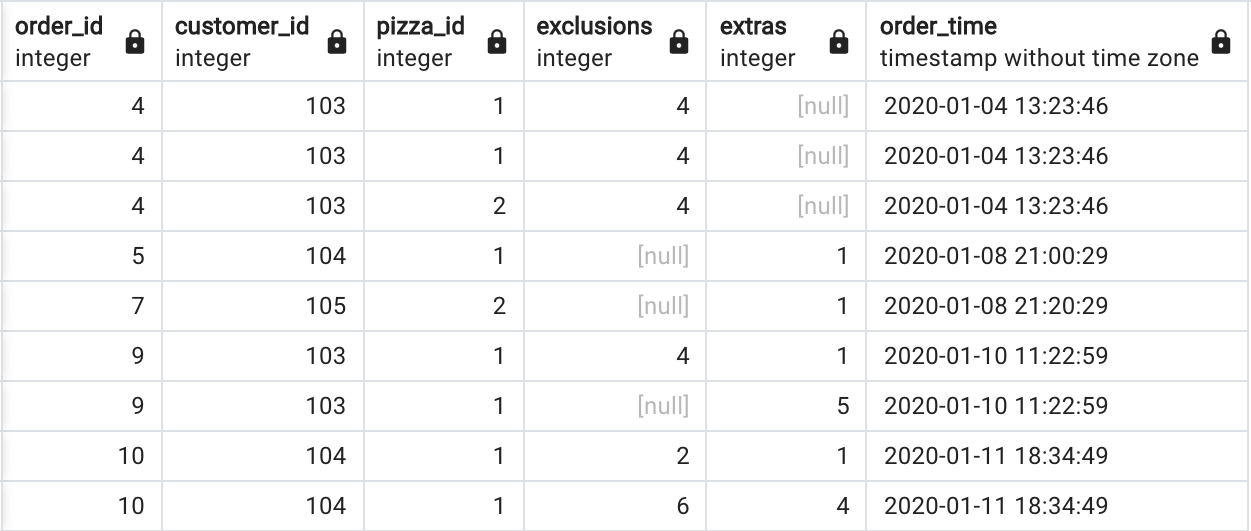 order_id customer_id pizza_id exclusions extras order_time
integer integer integer integer integer timestamp without time zone
4 103 1 4 [null] 2020-01-04 13:23:46
4 103 1 4 [null] 2020-01-04 13:23:46
4 103 2 4 [null] 2020-01-04 13:23:46
5 104 1 [null] 1 2020-01-08 21:00:29
7 105 2 [null] 1 2020-01-08 21:20:29
9 103 1 4 1 2020-01-10 11:22:59
9 103 1 [null] 5 2020-01-10 11:22:59
10 104 1 2 1 2020-01-11 18:34:49
10 104 1 6 4 2020-01-11 18:34:49